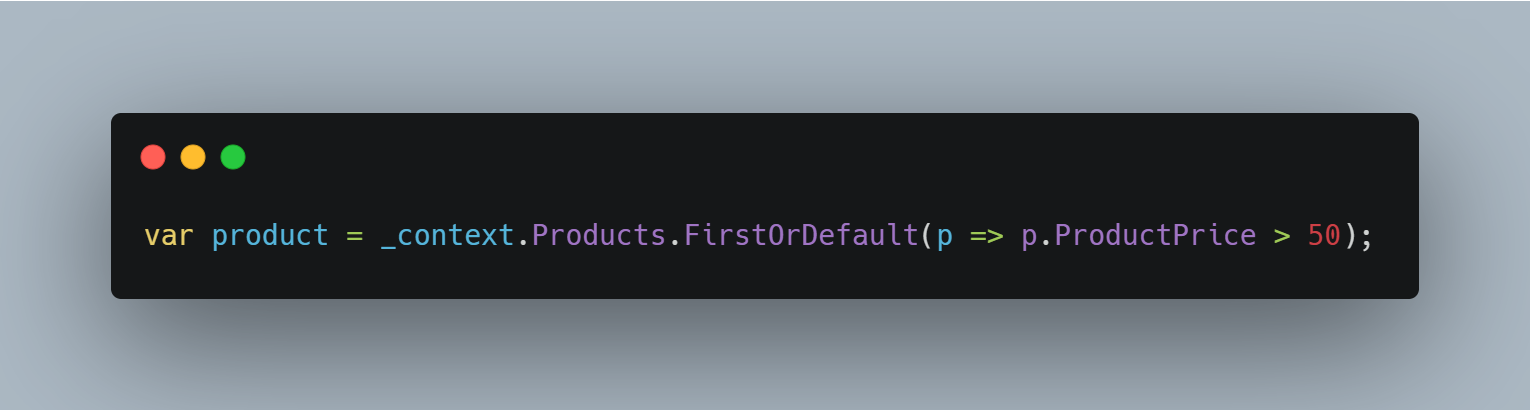 var product = _context.Products.FirstOrDefault(p => p.ProductPrice > 50);